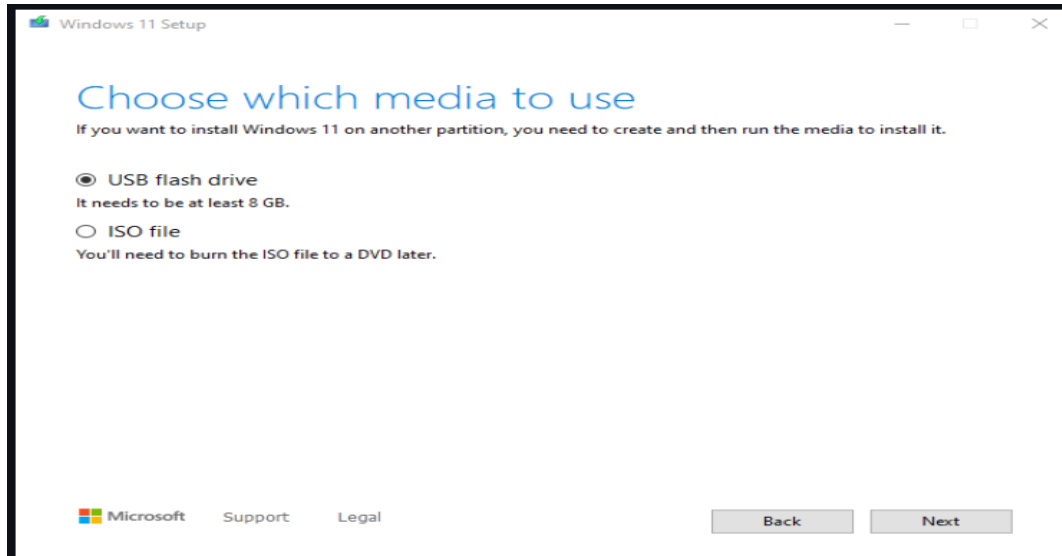 Windows 11 Setup
Choose which media to use
If you want to install Windows 11 on another partition, you need to create and then run the media to install it.
USB flash drive
It needs to be at least 8 GB.
ISO file
You'll need to burn the ISO file to a DVD later.
Microsoft Support Legal Back Next